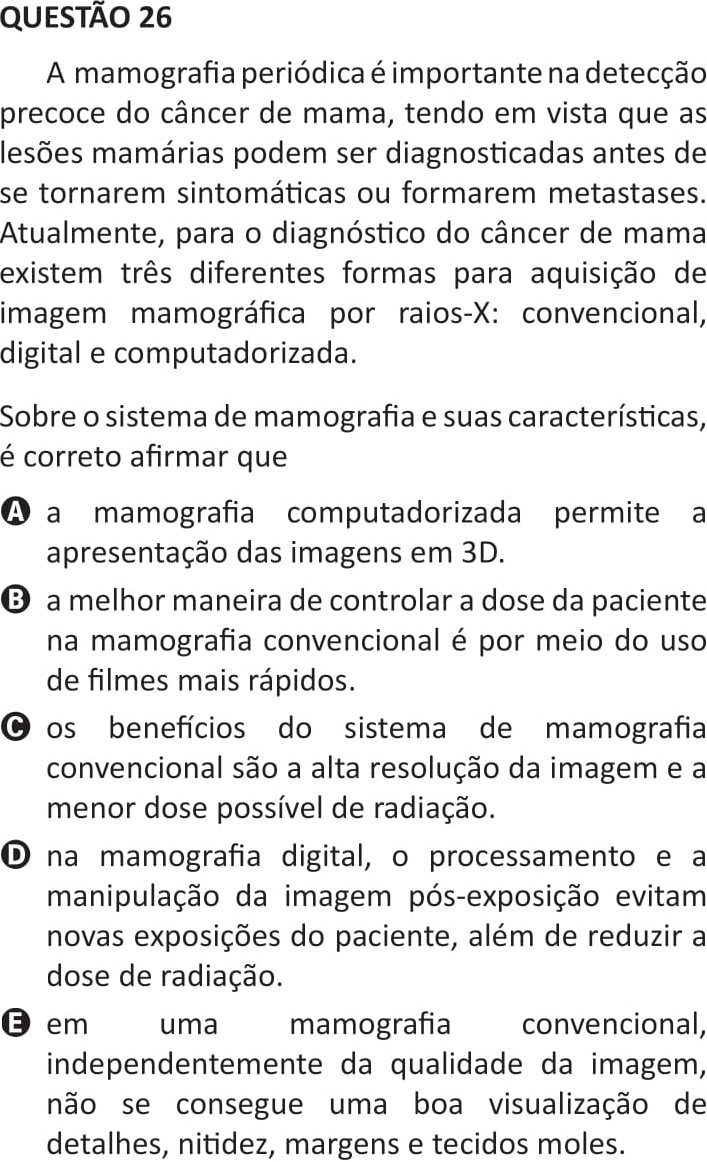 QUESTÃO 26
A mamografia periódica é importante na detecção
precoce do câncer de mama, tendo em vista que as
lesões mamárias podem ser diagnosticadas antes de
se tornarem sintomáticas ou formarem metastases.
Atualmente, para o diagnóstico do câncer de mama
existem três diferentes formas para aquisição de
imagem mamográfica por raios-X: convencional,
digital e computadorizada.
Sobre o sistema de mamografia e suas características,
é correto afirmar que
A a mamografia computadorizada permite a
apresentação das imagens em 3D.
B a melhor maneira de controlar a dose da paciente
na mamografia convencional é por meio do uso
de filmes mais rápidos.
C os benefícios do sistema de mamografia
convencional são a alta resolução da imagem e a
menor dose possível de radiação.
D na mamografia digital, o processamento e a
manipulação da imagem pós-exposição evitam
novas exposições do paciente, além de reduzir a
dose de radiação.
E em uma mamografia convencional,
independentemente da qualidade da imagem,
não se consegue uma boa visualização de
detalhes, nitidez, margens e tecidos moles.